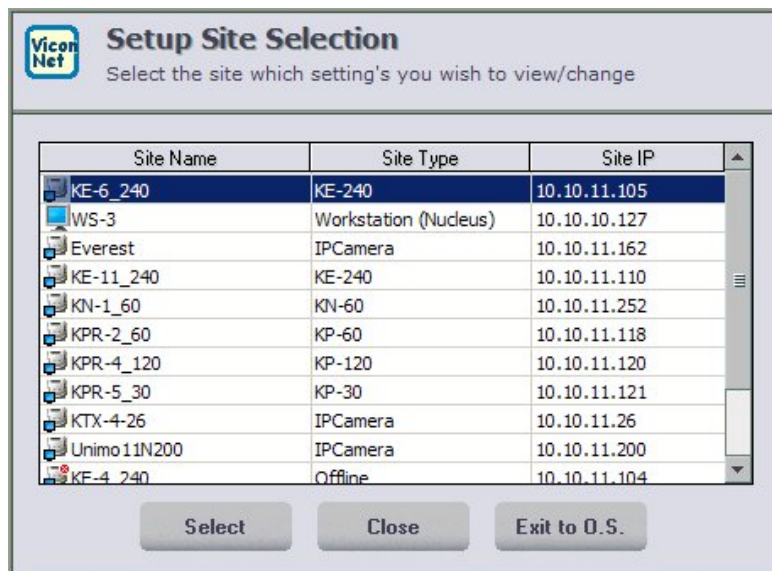 Vicon
Net
Setup Site Selection
Select the site which setting's you wish to view/change
Site Name Site Type Site IP
KE-6_240 KE-240 10.10.11.105
WS-3 Workstation (Nucleus) 10.10.10.127
Everest IPCamera 10.10.11.162
KE-11_240 KE-240 10.10.11.110
KN-1_60 KN-60 10.10.11.252
KPR-2_60 KP-60 10.10.11.118
KPR-4_120 KP-120 10.10.11.120
KPR-5_30 KP-30 10.10.11.121
KTX-4-26 IPCamera 10.10.11.26
Unimo11N200 IPCamera 10.10.11.200
KE-4_240 Offline 10.10.11.104
Select Close Exit to O.S.